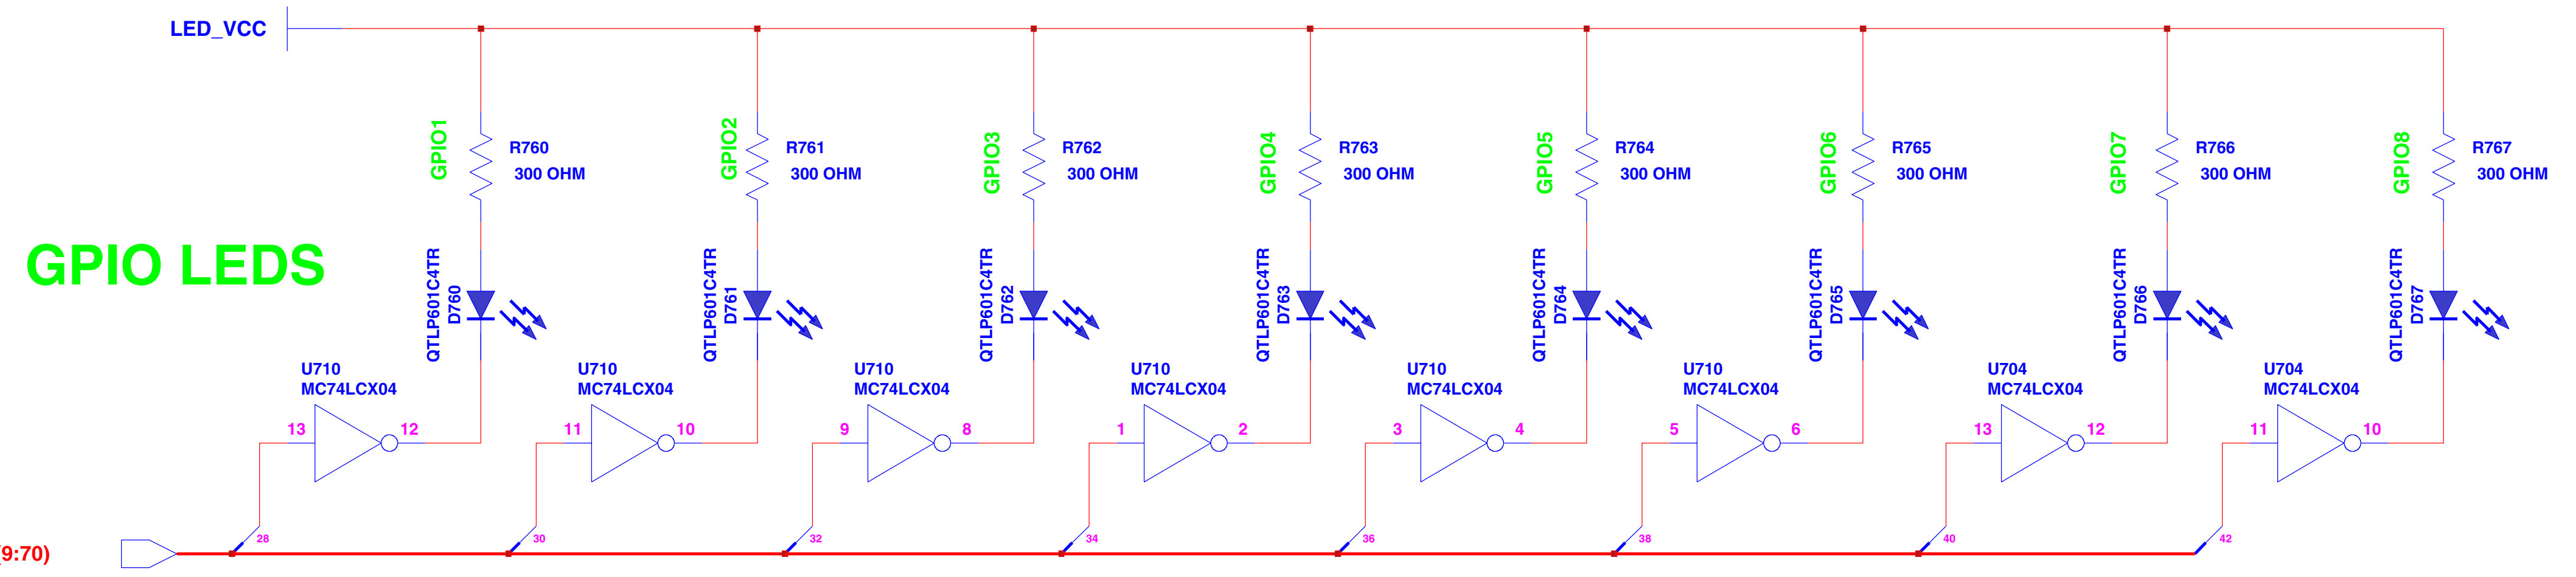 LED_VCC
GPIO1
R760
300 OHM
GPIO2
R761
300 OHM
GPIO3
R762
300 OHM
GPIO4
R763
300 OHM
GPIO5
R764
300 OHM
GPIO6
R765
300 OHM
GPIO7
R766
300 OHM
GPIO8
R767
300 OHM
GPIO LEDS
QTLP601C4TR
D760
QTLP601C4TR
D761
QTLP601C4TR
D762
QTLP601C4TR
D763
QTLP601C4TR
D764
QTLP601C4TR
D765
QTLP601C4TR
D766
QTLP601C4TR
D767
U710
MC74LCX04
13
12
U710
MC74LCX04
11
10
U710
MC74LCX04
9
8
U710
MC74LCX04
1
2
U710
MC74LCX04
3
4
U710
MC74LCX04
5
6
U704
MC74LCX04
13
12
U704
MC74LCX04
11
10
28
30
32
34
36
38
40
42
(9:70)